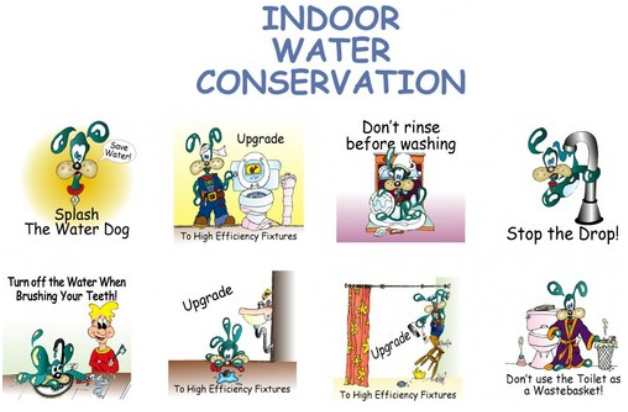 INDOOR
WATER
CONSERVATION
Save
Water!
Splash
The Water Dog
Upgrade
To High Efficiency Fixtures
Don't rinse
before washing
Stop the Drop!
Turn off the Water When
Brushing Your Teeth!
Upgrade
To High Efficiency Fixtures
Upgrade
To High Efficiency Fixtures
Don't use the Toilet as
a Wastebasket!